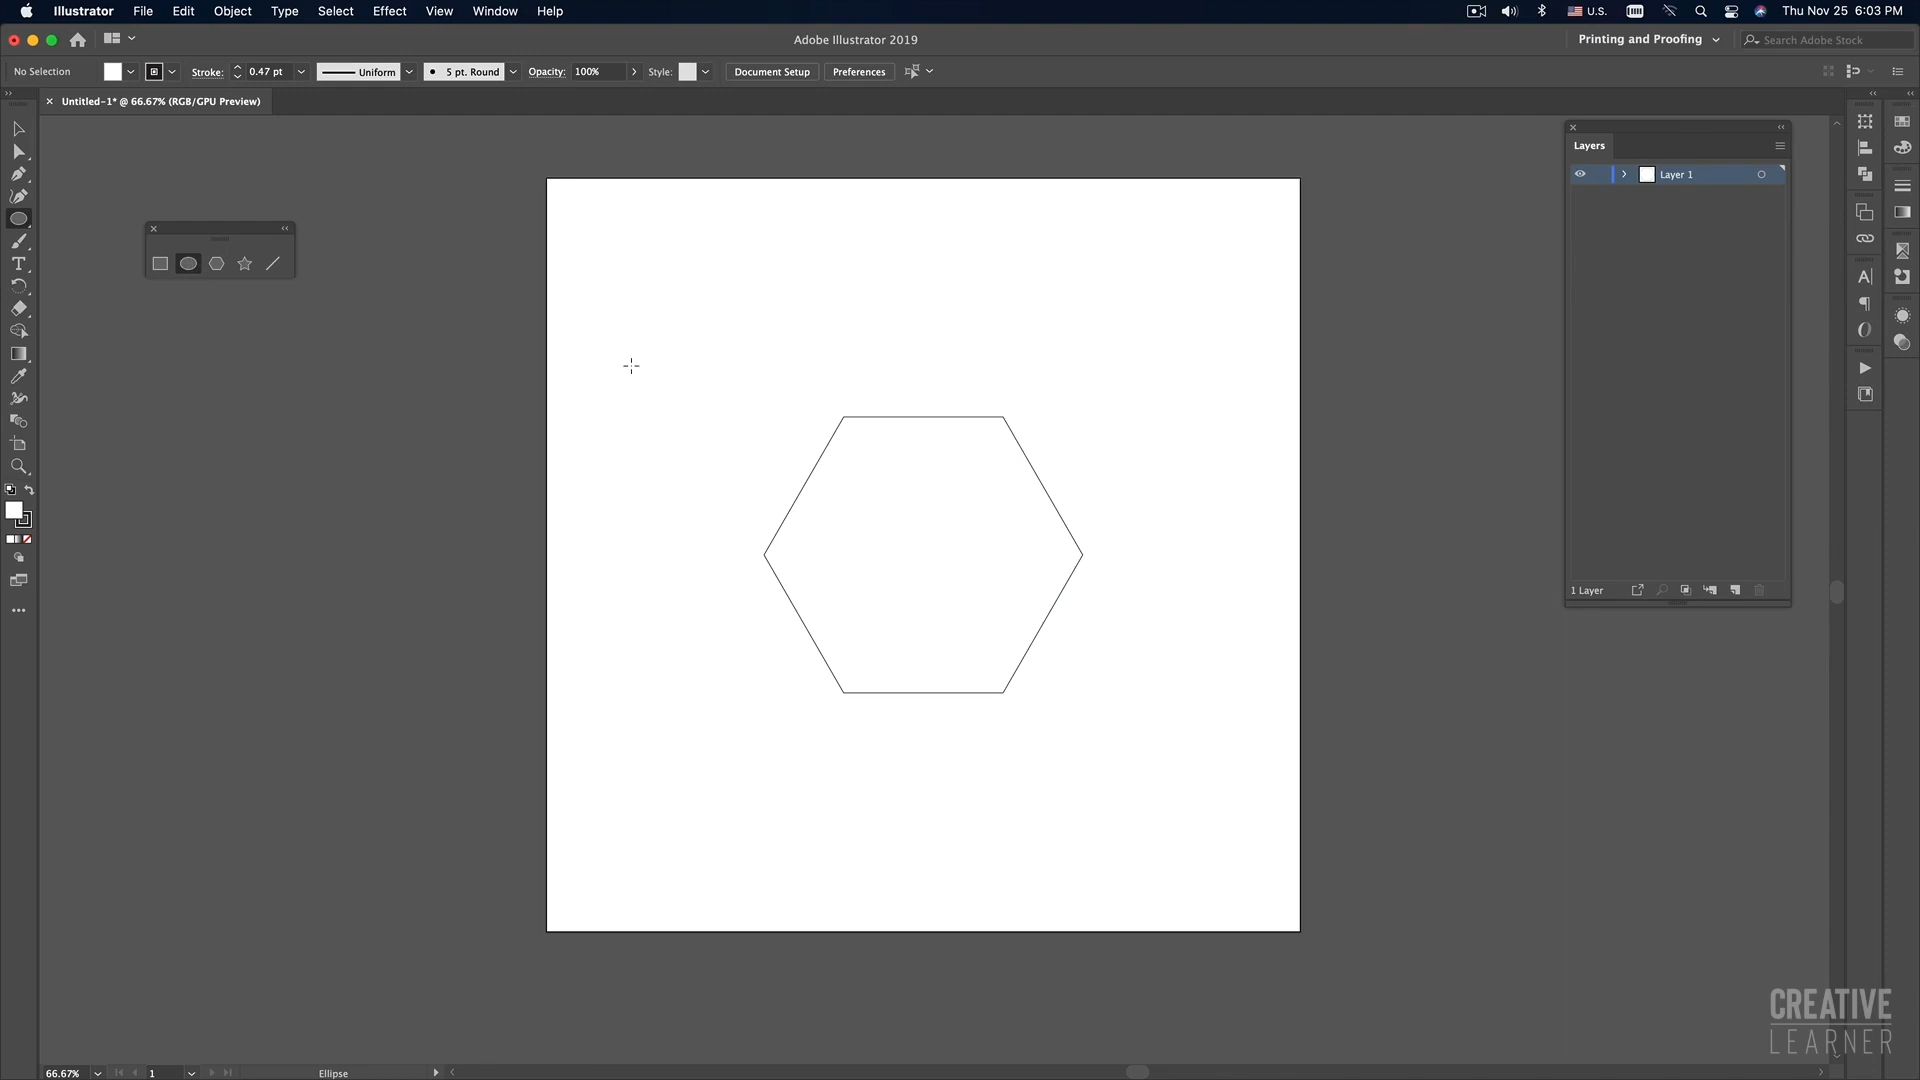 Illustrator File Edit Object Type Select Effect View Window Help
U.S. Thu Nov 25 6:03 PM
Adobe Illustrator 2019
Printing and Proofing
Search Adobe Stock
No Selection
Stroke: 0.47 pt
Uniform
5 pt. Round
Opacity: 100%
Style:
Document Setup
Preferences
Untitled-1* @ 66.67% (RGB/GPU Preview)
Layers
Layer 1
1 Layer
CREATIVE
LEARNER
66.67%
1
Ellipse